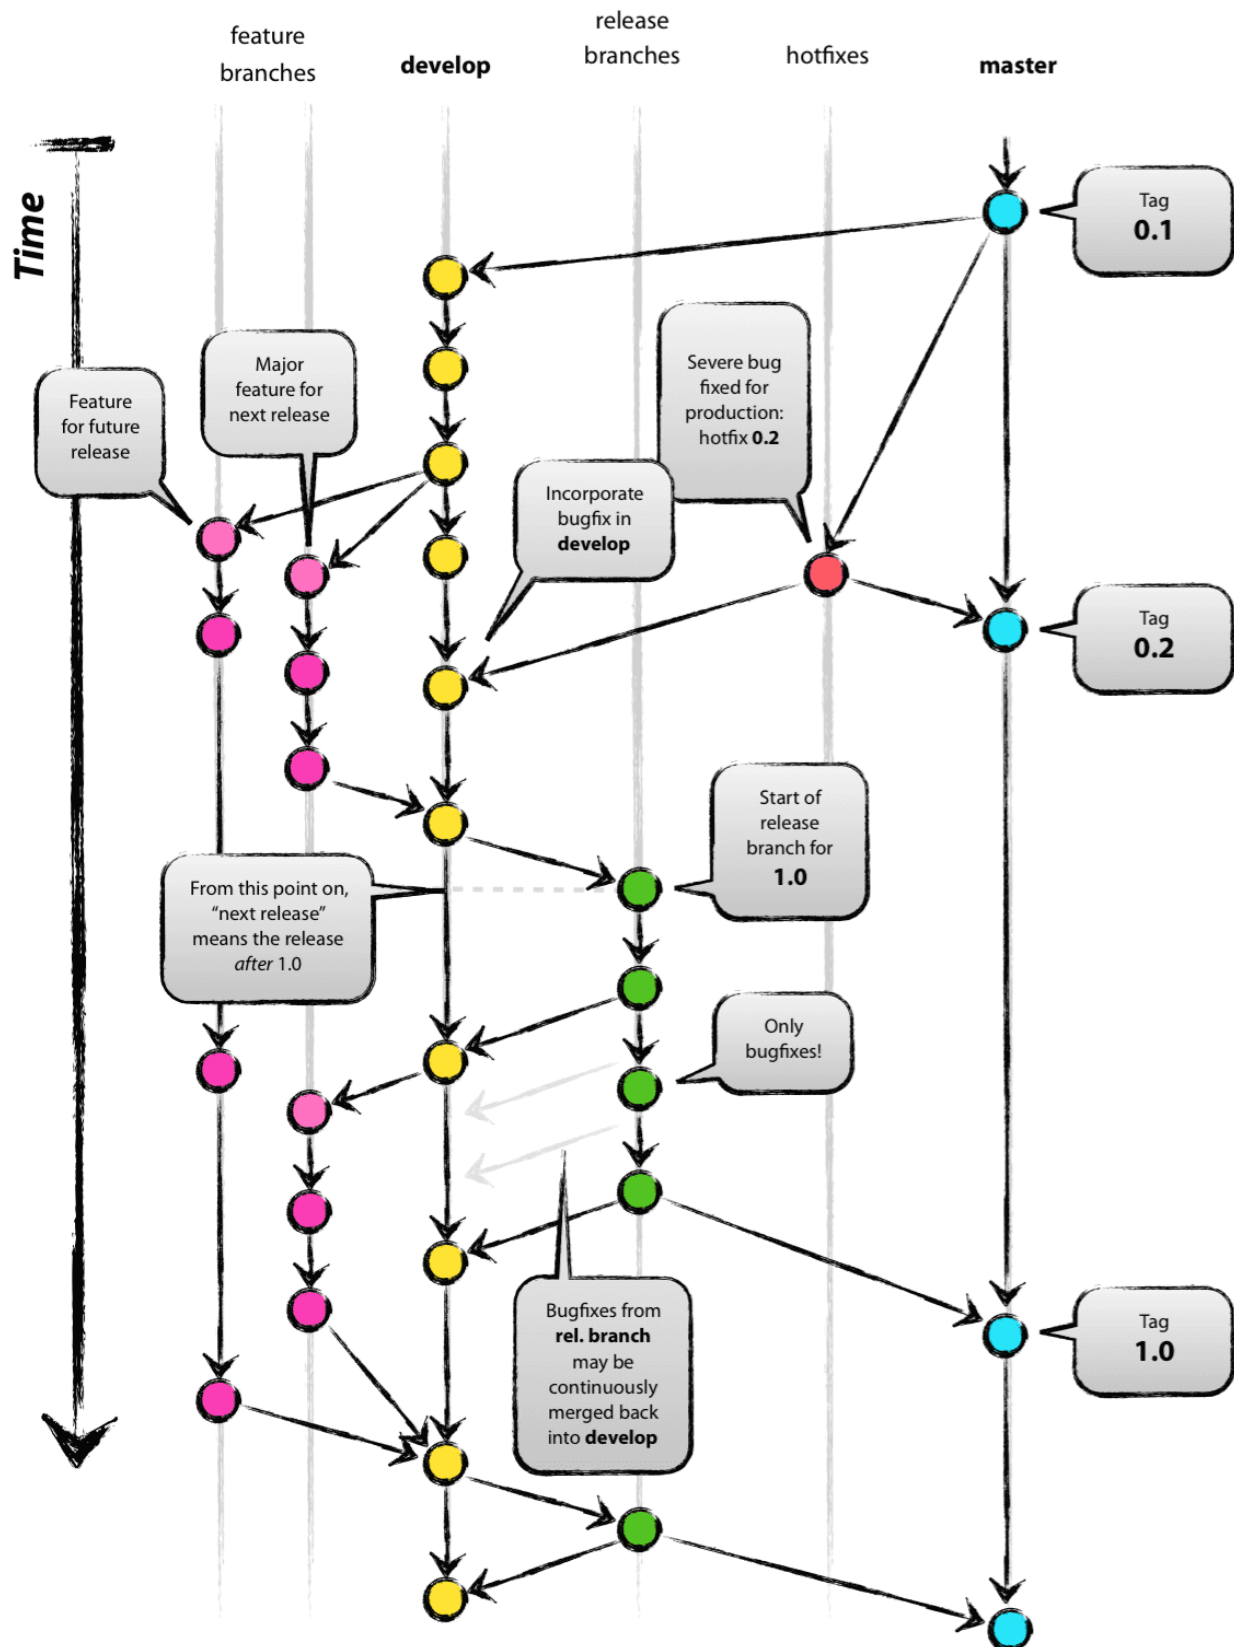 feature
branches
develop
release
branches
hotfixes
master
Time
Tag
0.1
Major
feature for
next release
Feature
for future
release
Severe bug
fixed for
production:
hotfix 0.2
Incorporate
bugfix in
develop
Tag
0.2
Start of
release
branch for
1.0
From this point on,
“next release”
means the release
after 1.0
Only
bugfixes!
Bugfixes from
rel. branch
may be
continuously
merged back
into develop
Tag
1.0